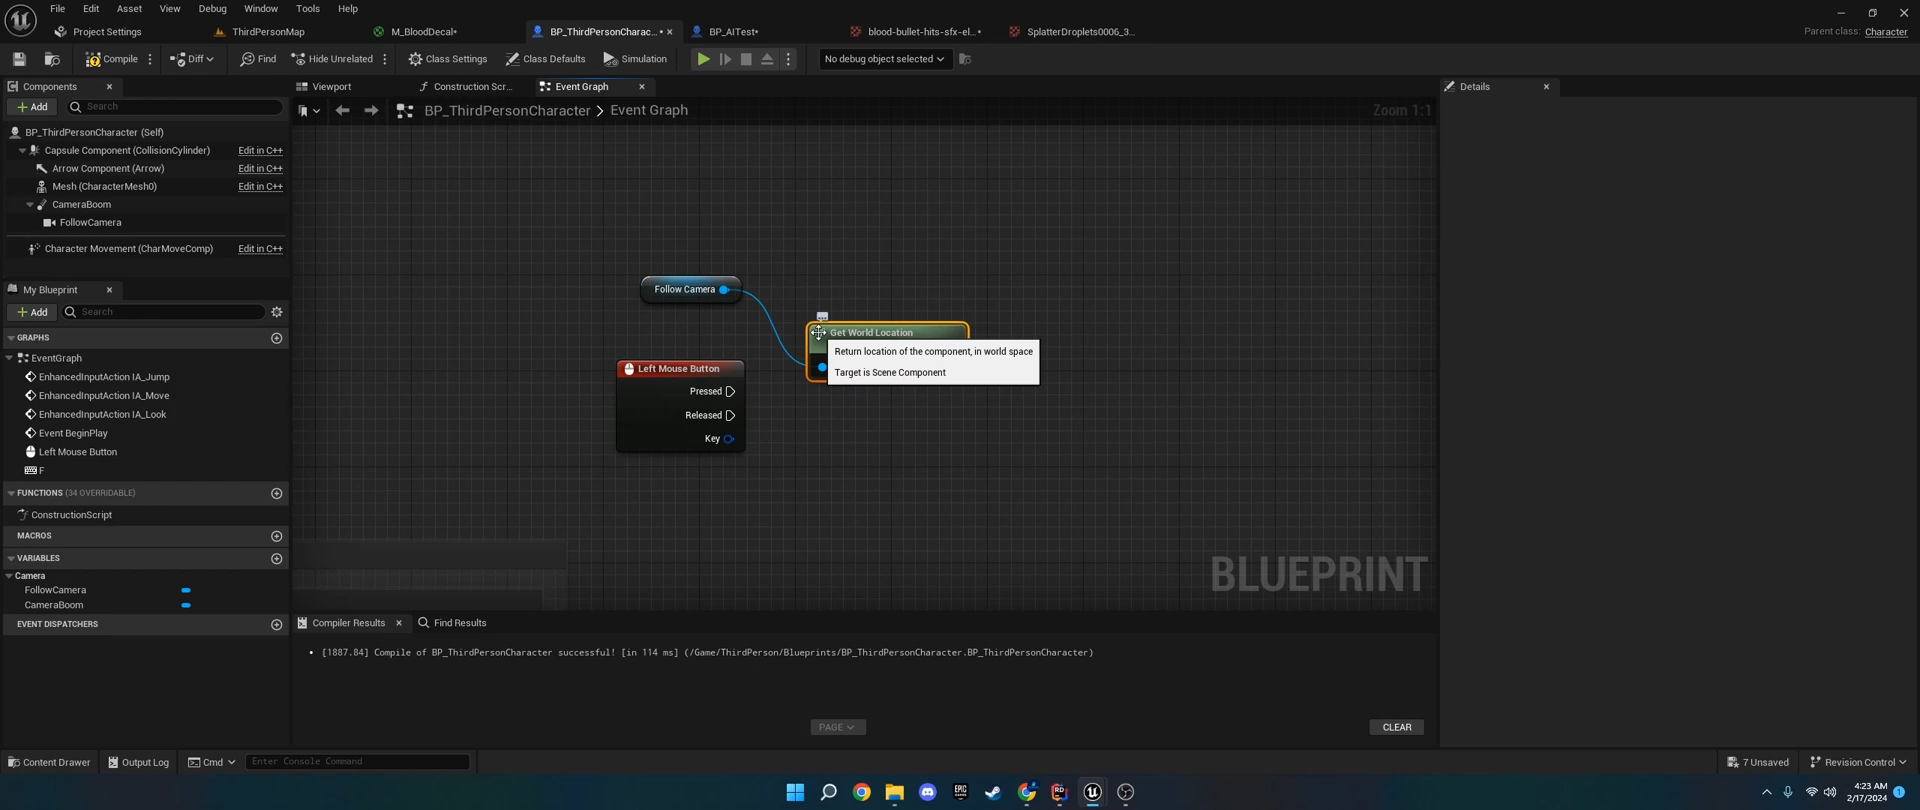 File Edit Asset View Debug Window Tools Help
Project Settings ThirdPersonMap M_BloodDecal* BP_ThirdPersonCharac...* BP_AITest* blood-bullet-hits-sfx-el...* SplatterDroplets0006_3... Parent class: Character
Compile Diff Find Hide Unrelated Class Settings Class Defaults Simulation No debug object selected
Components Viewport Construction Scr... Event Graph Details
Add Search BP_ThirdPersonCharacter > Event Graph Zoom 1:1
BP_ThirdPersonCharacter (Self)
Capsule Component (CollisionCylinder) Edit in C++
Arrow Component (Arrow) Edit in C++
Mesh (CharacterMesh0) Edit in C++
CameraBoom
FollowCamera
Character Movement (CharMoveComp) Edit in C++
My Blueprint
Add Search
GRAPHS
EventGraph
EnhancedInputAction IA_Jump
EnhancedInputAction IA_Move
EnhancedInputAction IA_Look
Event BeginPlay
Left Mouse Button
F
FUNCTIONS (34 OVERRIDABLE)
ConstructionScript
MACROS
VARIABLES
Camera
FollowCamera
CameraBoom
EVENT DISPATCHERS
Follow Camera
Get World Location
Return location of the component, in world space
Target is Scene Component
Left Mouse Button
Pressed
Released
Key
BLUEPRINT
Compiler Results Find Results
[1887.84] Compile of BP_ThirdPersonCharacter successful! [in 114 ms] (/Game/ThirdPerson/Blueprints/BP_ThirdPersonCharacter.BP_ThirdPersonCharacter)
PAGE CLEAR
Content Drawer Output Log Cmd Enter Console Command 7 Unsaved Revision Control
EPIC RD 4:23 AM
2/17/2024